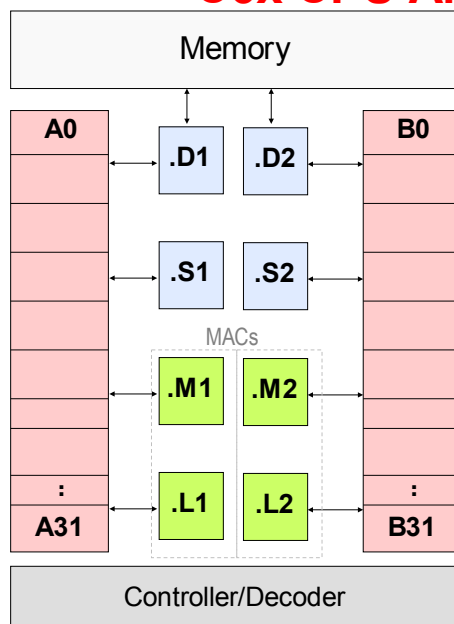 Memory
A0
.D1
.D2
B0
.S1
.S2
MACs
.M1
.M2
:
:
.L1
.L2
A31
B31
Controller/Decoder